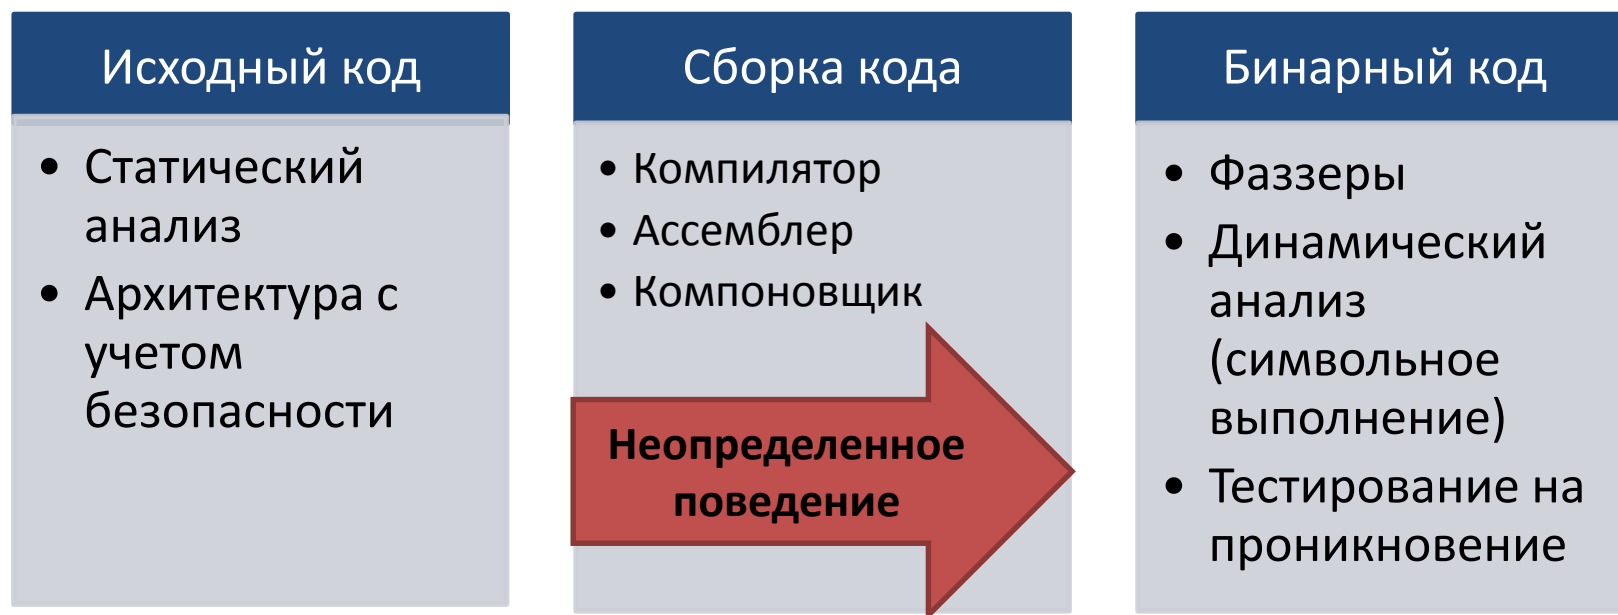 Исходный код
• Статический
анализ
• Архитектура с
учетом
безопасности
Сборка кода
• Компилятор
• Ассемблер
• Компоновщик
Неопределенное
поведение
Бинарный код
• Фаззеры
• Динамический
анализ
(символьное
выполнение)
• Тестирование на
проникновение